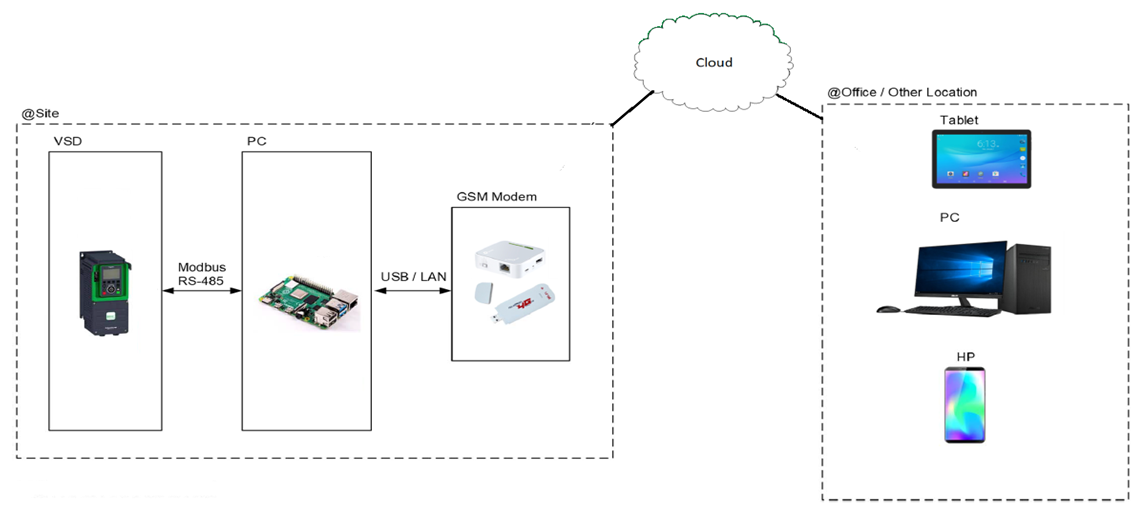 Cloud
@Site
@Office / Other Location
VSD
PC
GSM Modem
Modbus
RS-485
USB / LAN
Tablet
PC
HP